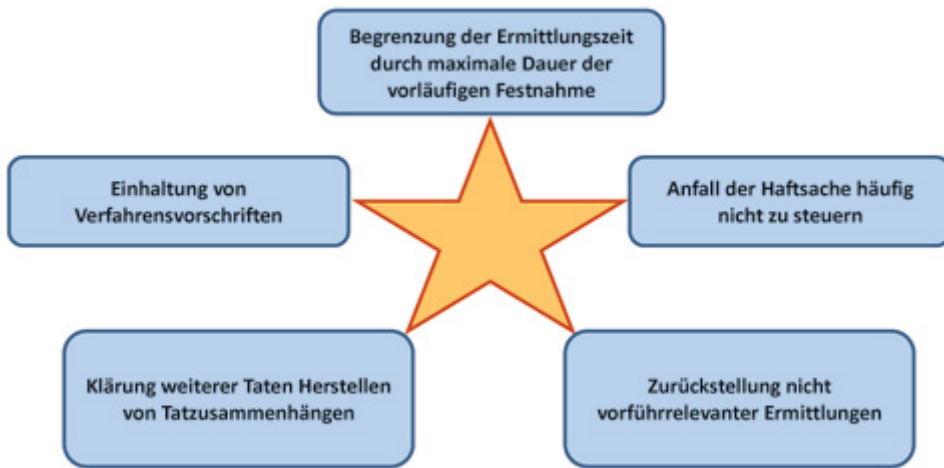 Begrenzung der Ermittlungszeit
durch maximale Dauer der
vorläufigen Festnahme
Einhaltung von
Verfahrensvorschriften
Anfall der Haftsache häufig
nicht zu steuern
Klärung weiterer Taten Herstellen
von Tatzusammenhängen
Zurückstellung nicht
vorführrelevanter Ermittlungen